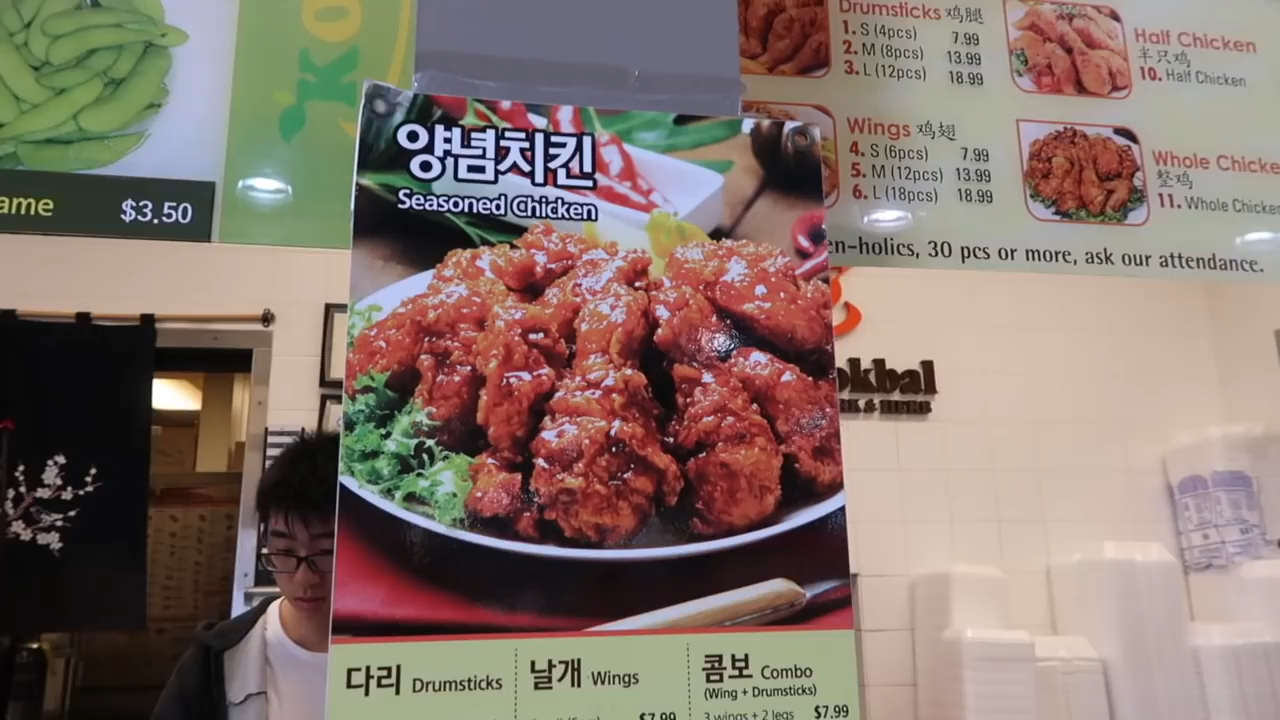 KO
ame $3.50
양념치킨
Seasoned Chicken
다리 Drumsticks
날개 Wings
$7.99
콤보 Combo
(Wing + Drumsticks)
3 wings + 2 legs $7.99
Drumsticks 鸡腿
1. S (4pcs) 7.99
2. M (8pcs) 13.99
3. L (12pcs) 18.99
Wings 鸡翅
4. S (6pcs) 7.99
5. M (12pcs) 13.99
6. L (18pcs) 18.99
Half Chicken
半只鸡
10. Half Chicken
Whole Chicke
整鸡
11. Whole Chicken
en-holics, 30 pcs or more, ask our attendance.
okbal
& HERB